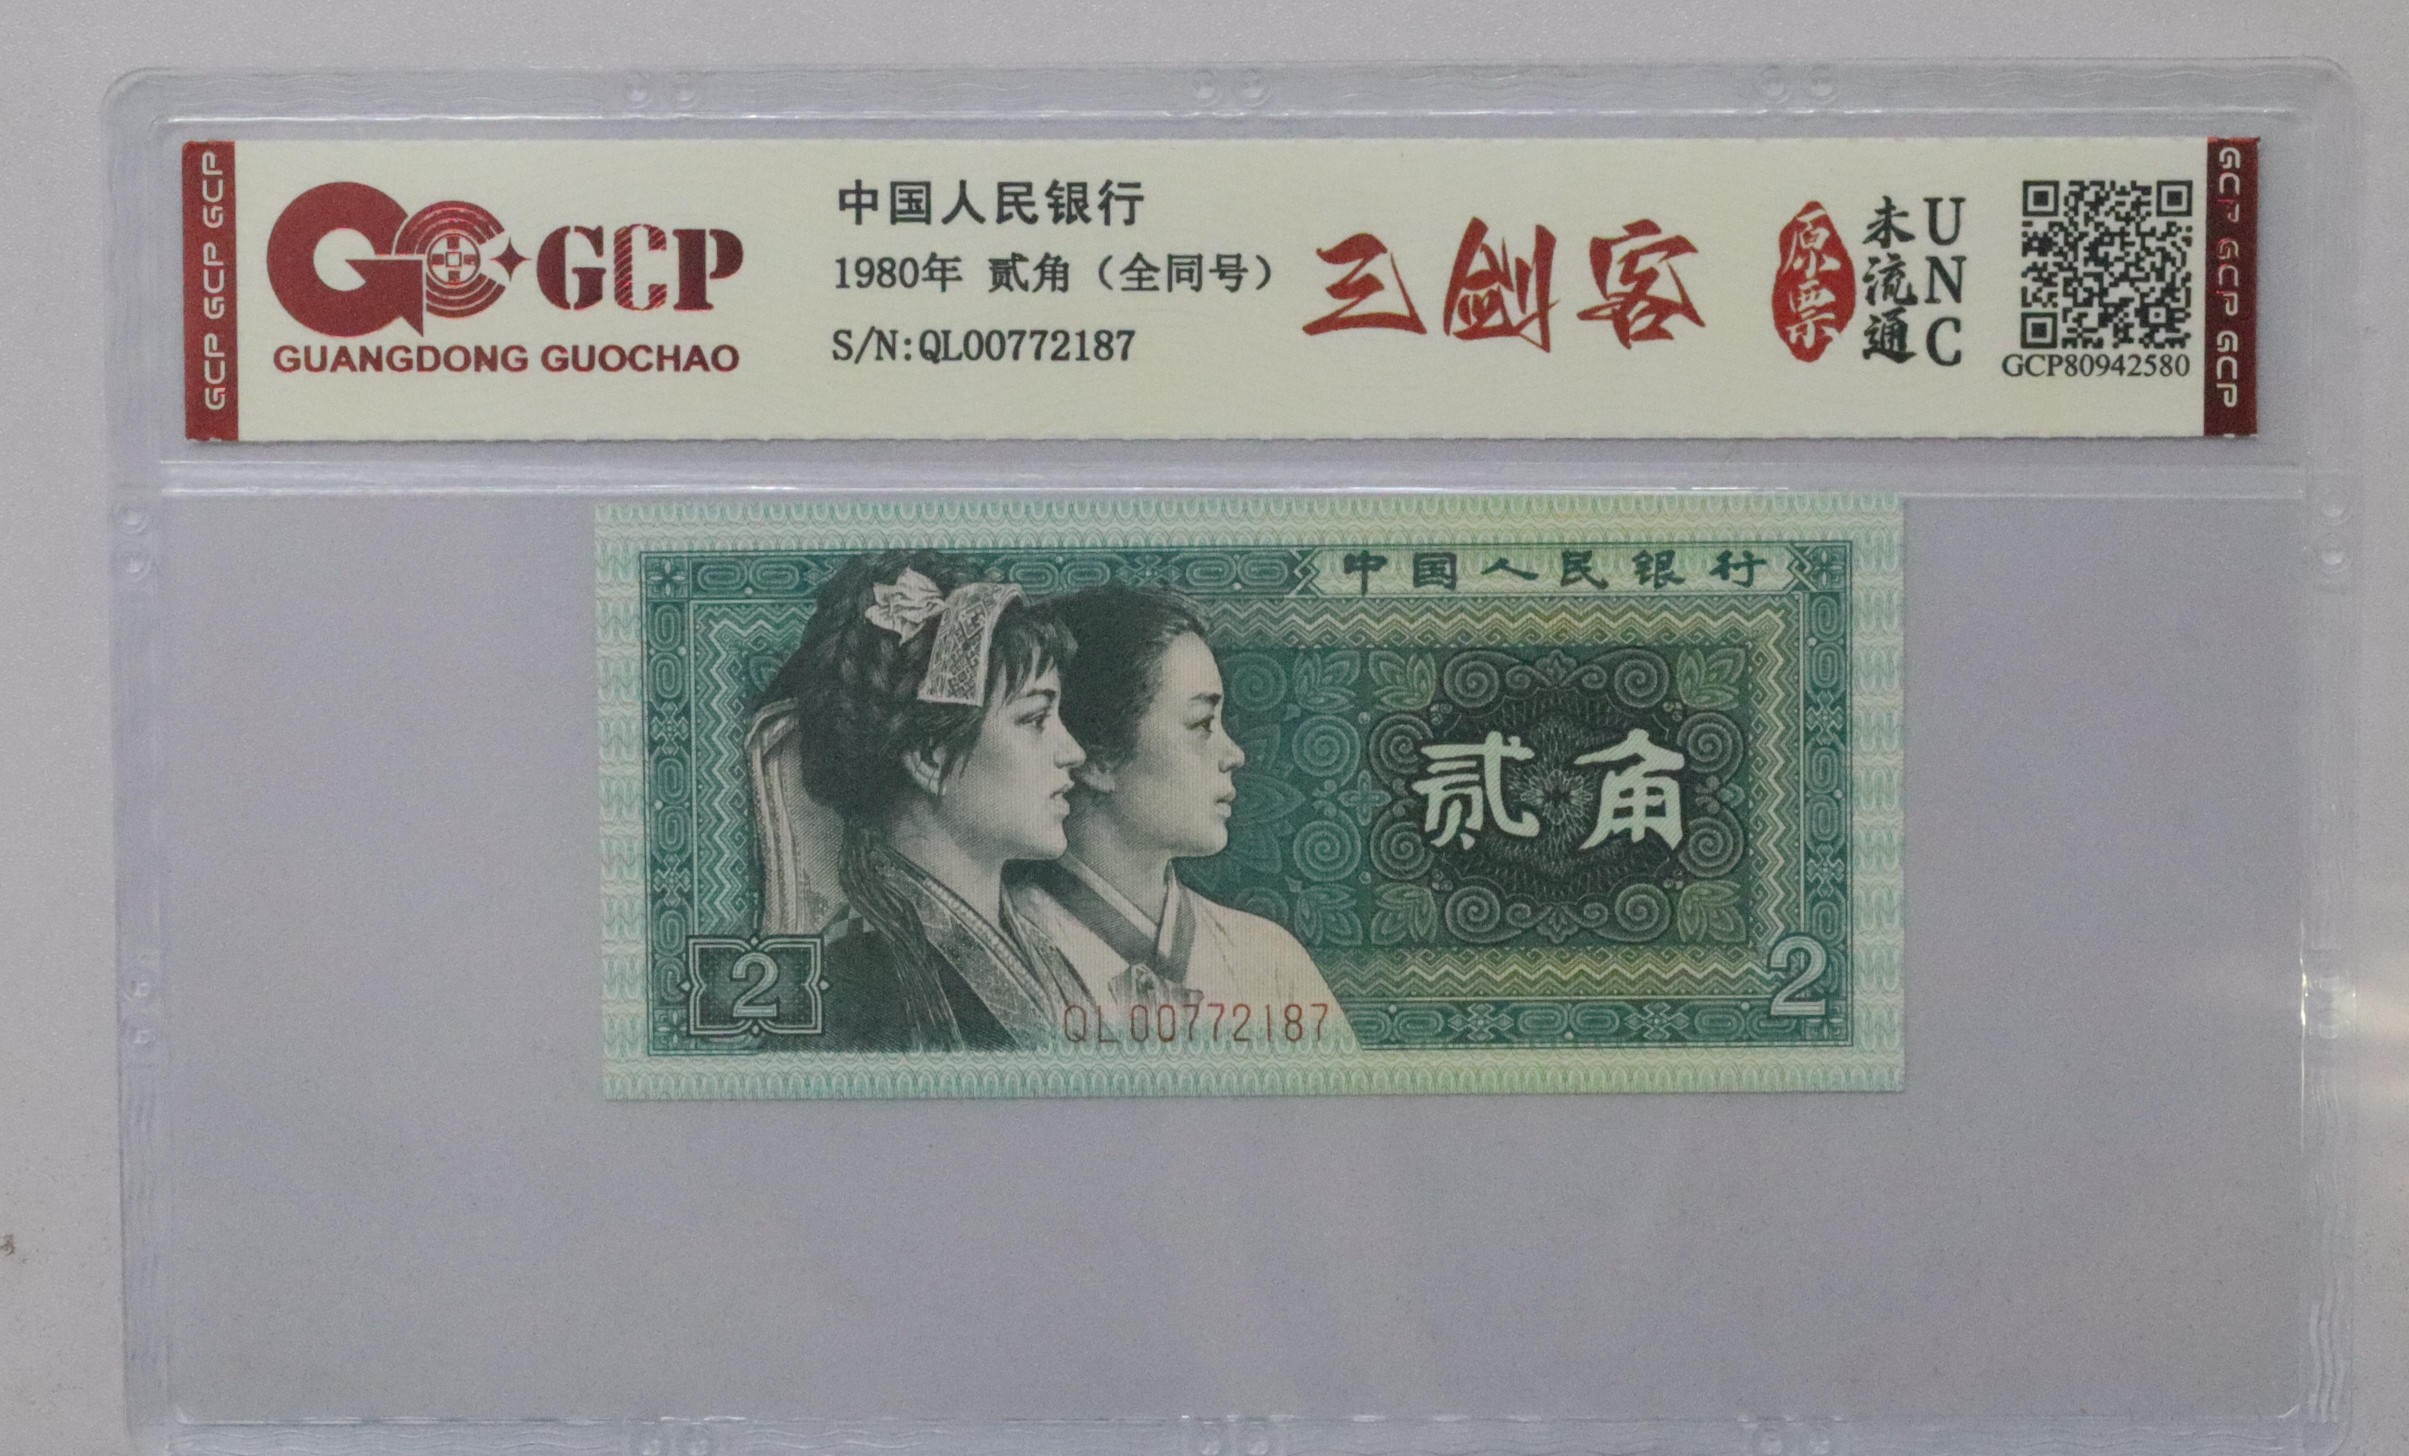 GCP GCP GCP
GCP
GUANGDONG GUOCHAO
中国人民银行
1980年 贰角（全同号）
S/N:QL00772187
三剑客
原票
未流通
UNC
GCP80942580
GCP GCP GCP
中国人民银行
贰角
2
QL00772187
2